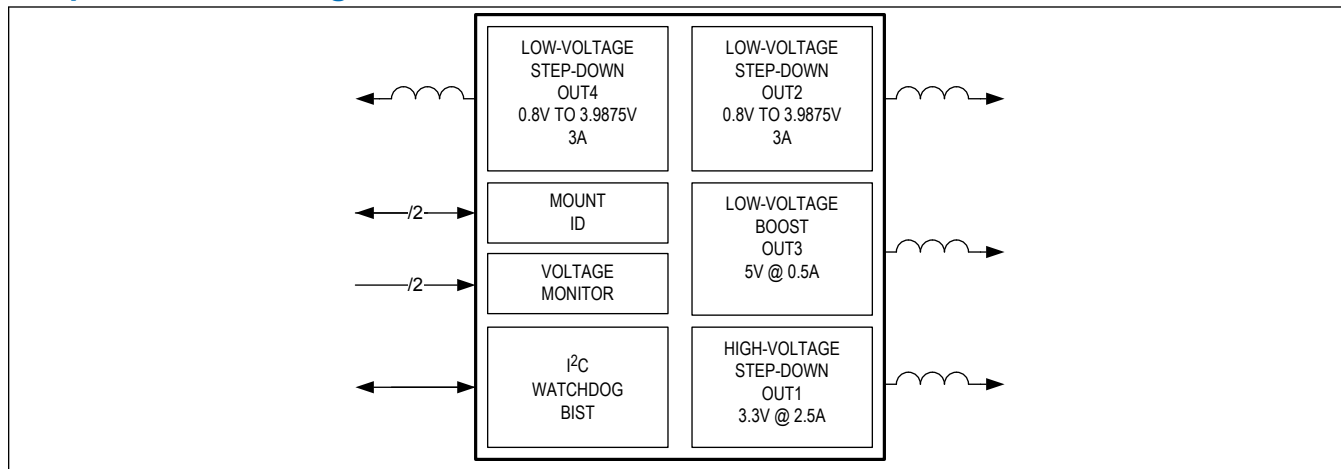 LOW-VOLTAGE
STEP-DOWN
OUT4
0.8V TO 3.9875V
3A
LOW-VOLTAGE
STEP-DOWN
OUT2
0.8V TO 3.9875V
3A
/2
MOUNT
ID
LOW-VOLTAGE
BOOST
OUT3
5V @ 0.5A
/2
VOLTAGE
MONITOR
I²C
WATCHDOG
BIST
HIGH-VOLTAGE
STEP-DOWN
OUT1
3.3V @ 2.5A